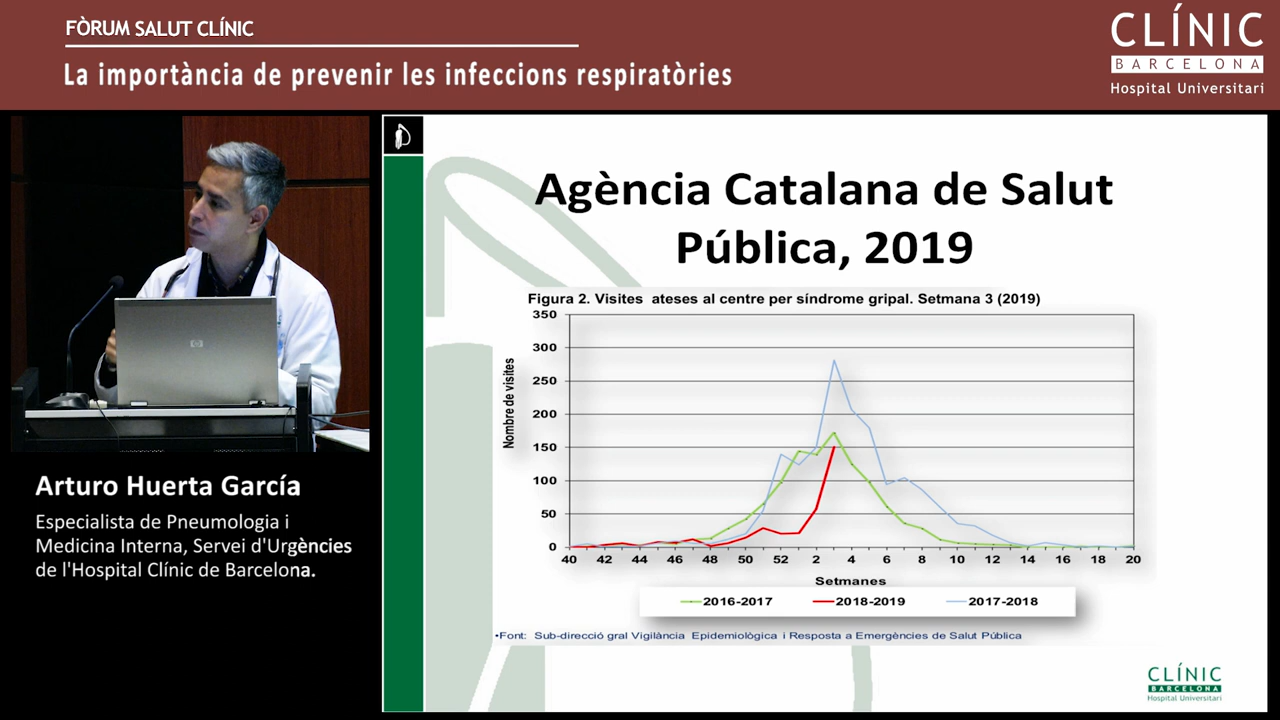 FÒRUM SALUT CLÍNIC
La importància de prevenir les infeccions respiratòries
CLÍNIC
BARCELONA
Hospital Universitari
Arturo Huerta García
Especialista de Pneumologia i
Medicina Interna, Servei d'Urgències
de l'Hospital Clínic de Barcelona.
hp
Agència Catalana de Salut
Pública, 2019
Figura 2. Visites ateses al centre per síndrome gripal. Setmana 3 (2019)
Nombre de visites
350
300
250
200
150
100
50
0
40 42 44 46 48 50 52 2 4 6 8 10 12 14 16 18 20
Setmanes
2016-2017 2018-2019 2017-2018
•Font: Sub-direcció gral Vigilància Epidemiològica i Resposta a Emergències de Salut Pública
CLÍNIC
BARCELONA
Hospital Universitari